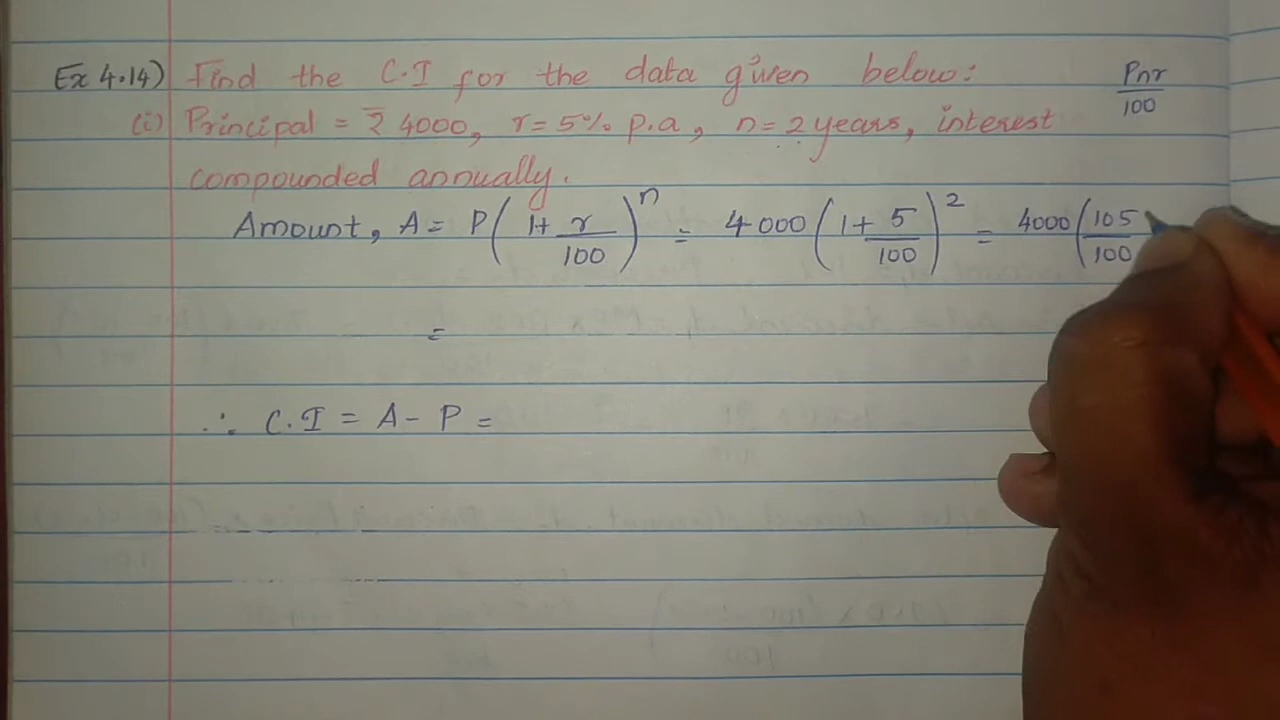 Ex 4.14) Find the C.I for the data given below:
Pnr/100
(i) Principal = ₹ 4000, r = 5% p.a, n = 2 years, interest
compounded annually.
Amount, A = P(1 + r/100)^n = 4000(1 + 5/100)^2 = 4000(105/100
=
∴ C.I = A - P =